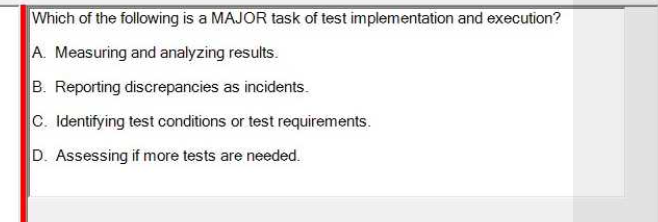 Which of the following is a MAJOR task of test implementation and execution?
A. Measuring and analyzing results.
B. Reporting discrepancies as incidents.
C. Identifying test conditions or test requirements.
D. Assessing if more tests are needed.